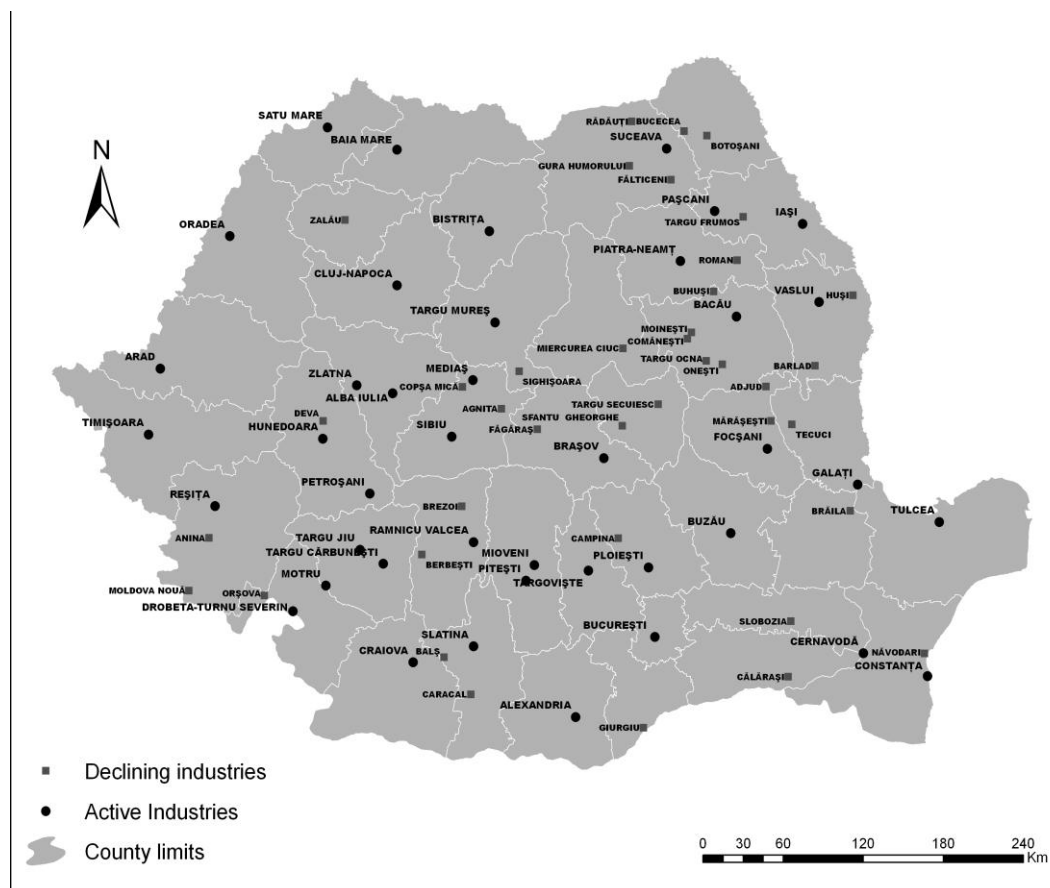 SATU MARE
BAIA MARE
RĂDĂUȚI
BUCECEA
SUCEAVA
BOTOȘANI
N
GURA HUMORULUI
FĂLTICENI
PAȘCANI
TARGU FRUMOS
IAȘI
ZALĂU
ORADEA
BISTRIȚA
PIATRA-NEAMȚ
ROMAN
CLUJ-NAPOCA
BUHUȘI
VASLUI
HUȘI
BACĂU
TARGU MUREȘ
MOINEȘTI
COMĂNEȘTI
MIERCUREA CIUC
ARAD
TARGU OCNA
ONEȘTI
BARLAD
ZLATNA
MEDIAȘ
SIGHIȘOARA
COPȘA MICĂ
ALBA IULIA
ADJUD
TARGU SECUIESC
AGNITA
DEVA
SFANTU
GHEORGHE
TIMIȘOARA
HUNEDOARA
SIBIU
FĂGĂRAȘ
MĂRĂȘEȘTI
TECUCI
FOCȘANI
BRAȘOV
GALAȚI
PETROȘANI
REȘIȚA
BREZOI
BRĂILA
TULCEA
RAMNICU VALCEA
BUZĂU
ANINA
TARGU JIU
CAMPINA
TARGU CĂRBUNEȘTI
MIOVENI
PLOIEȘTI
BERBEȘTI
PITEȘTI
MOTRU
TÂRGOVIȘTE
MOLDOVA NOUĂ
ORȘOVA
DROBETA-TURNU SEVERIN
BUCUREȘTI
SLOBOZIA
SLATINA
CERNAVODĂ
CRAIOVA
BALȘ
NĂVODARI
CONSTANȚA
CĂLĂRAȘI
CARACAL
ALEXANDRIA
GIURGIU
Declining industries
Active Industries
County limits
0 30 60 120 180 240
Km